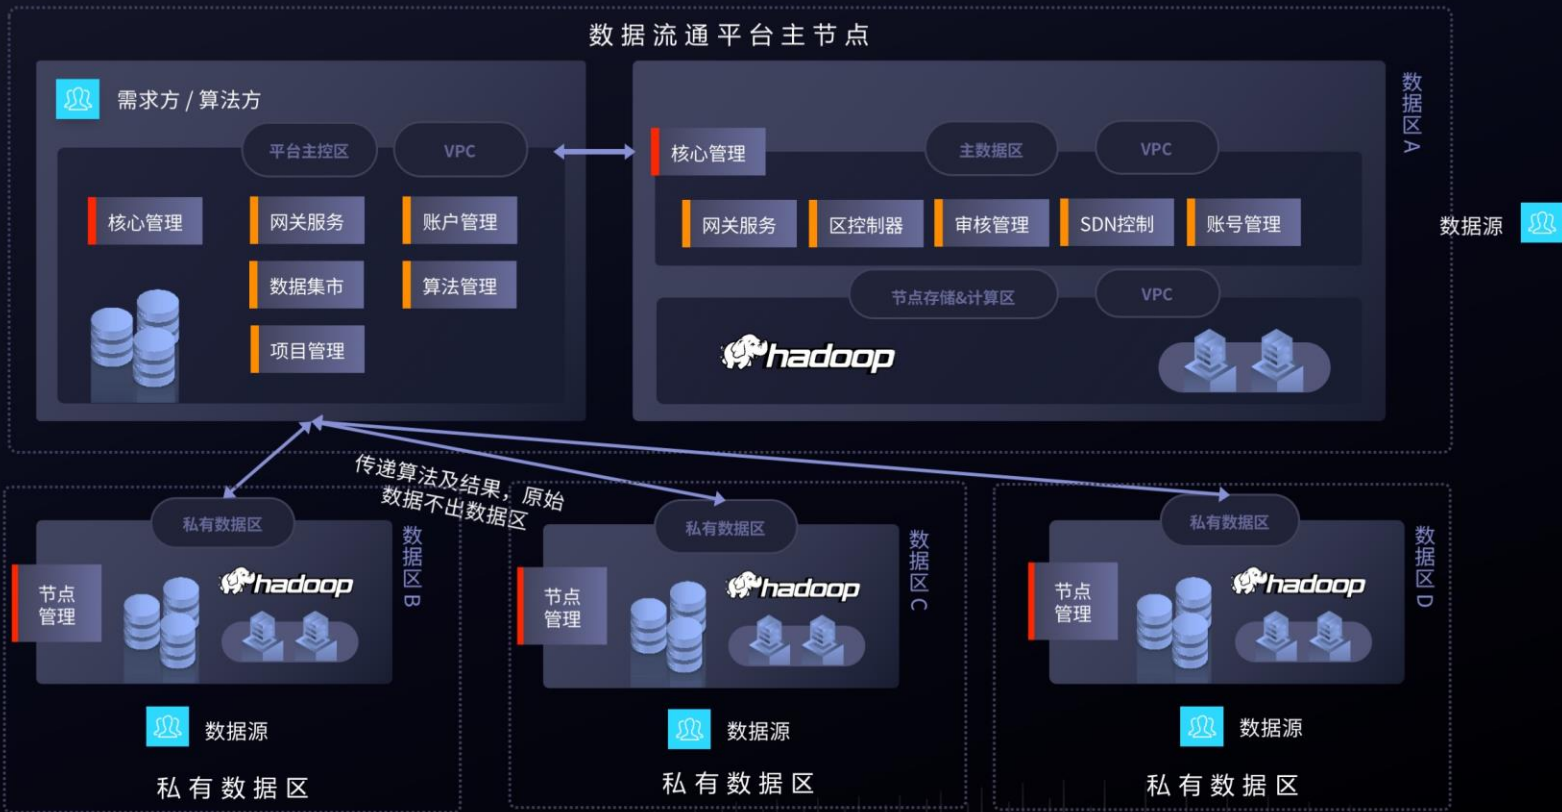 数据流通平台主节点
需求方 / 算法方
平台主控区
VPC
核心管理
网关服务
账户管理
数据集市
算法管理
项目管理
数据区 A
核心管理
主数据区
VPC
网关服务
区控制器
审核管理
SDN控制
账号管理
节点存储&计算区
VPC
hadoop
数据源
传递算法及结果，原始
数据不出数据区
私有数据区
数据区 B
节点
管理
hadoop
数据源
私有数据区
私有数据区
数据区 C
节点
管理
hadoop
数据源
私有数据区
私有数据区
数据区 D
节点
管理
hadoop
数据源
私有数据区